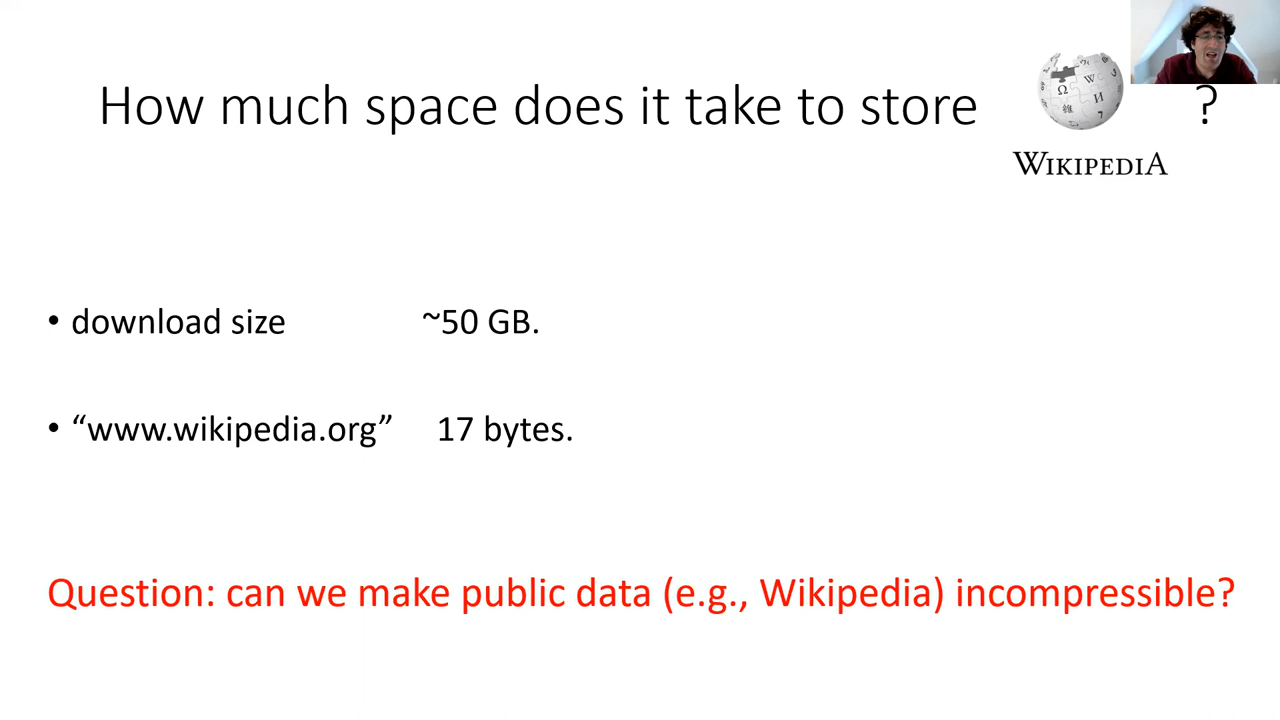 How much space does it take to store ?
WIKIPEDIA
• download size ~50 GB.
• “www.wikipedia.org” 17 bytes.
Question: can we make public data (e.g., Wikipedia) incompressible?